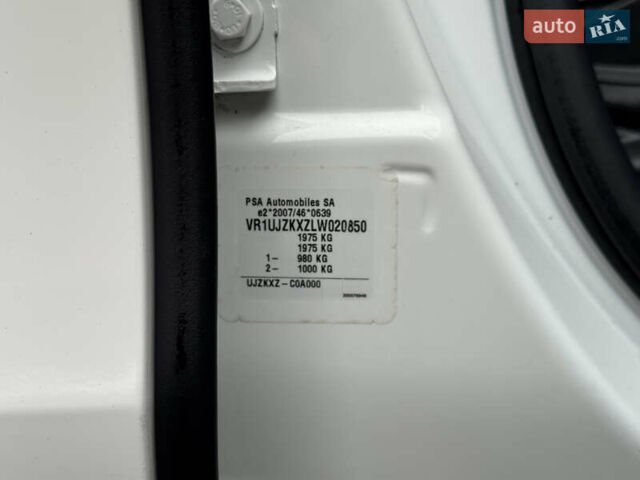 auto RIA .com
PSA Automobiles SA
e2*2007/46*0639
VR1UJZKXZLW020850
1975 KG
1975 KG
1- 980 KG
2- 1000 KG
UJZKXZ - C0A000